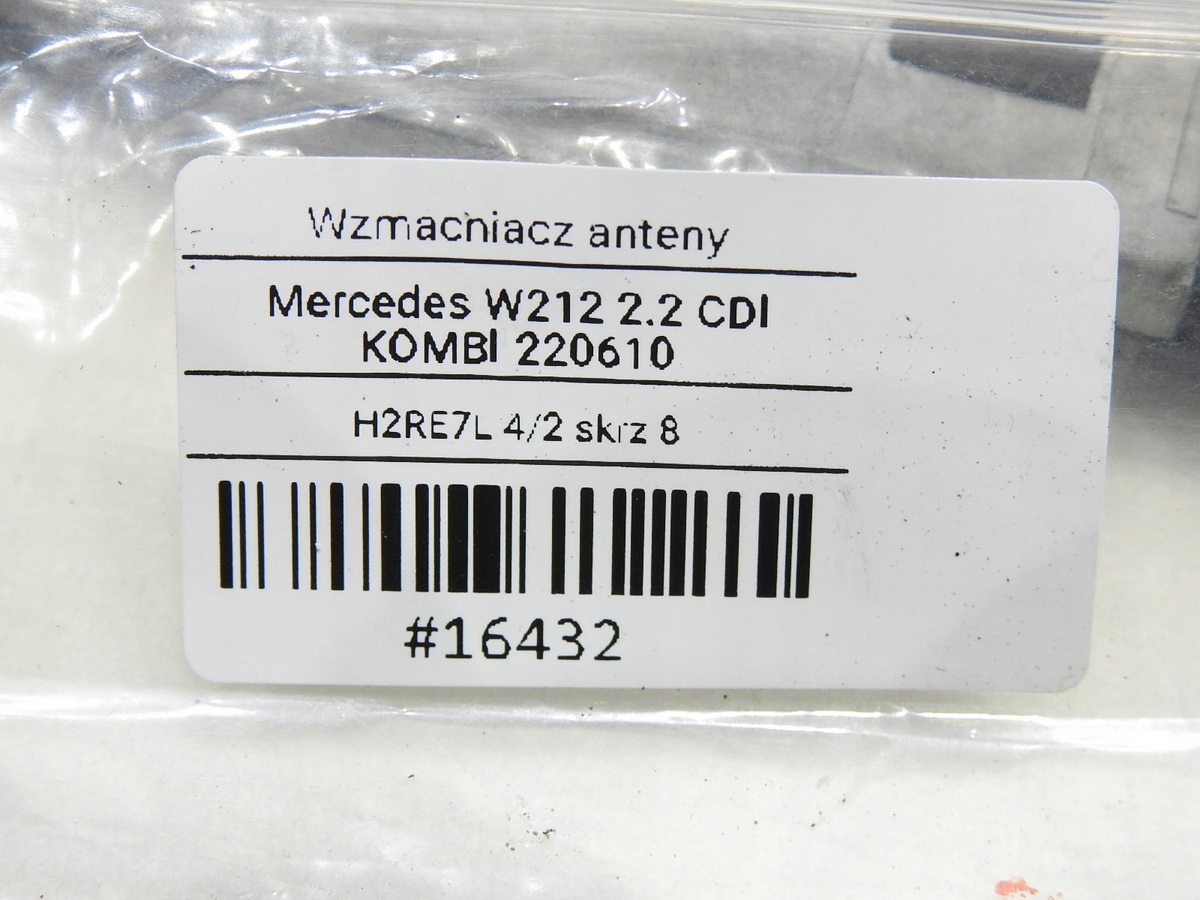 Wzmacniacz anteny
Mercedes W212 2.2 CDI
KOMBI 220610
H2RE7L 4/2 skrz 8
#16432